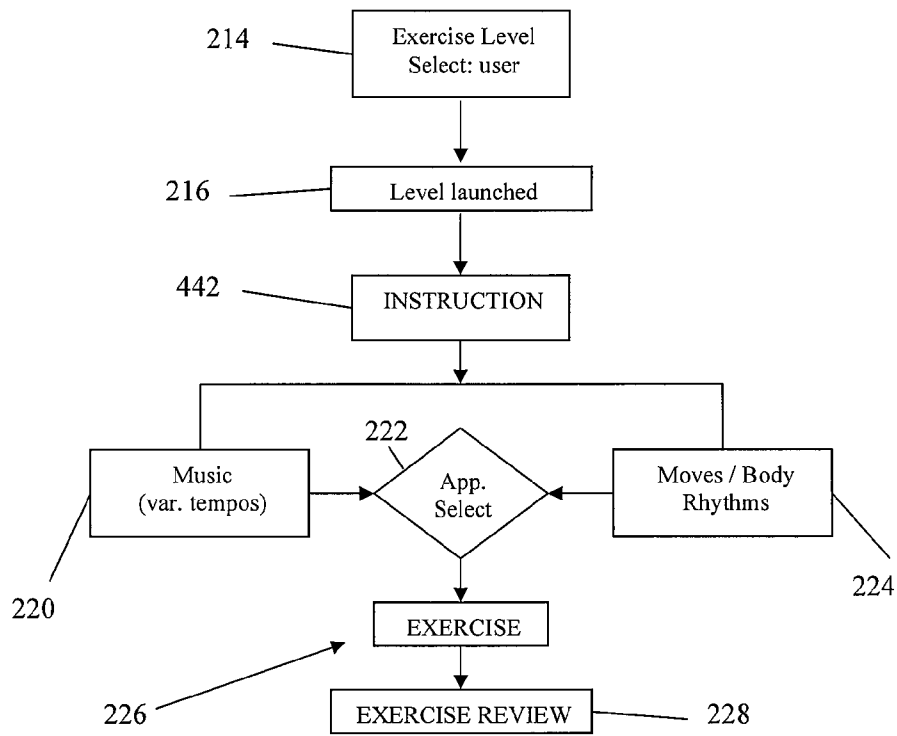 214
Exercise Level
Select: user
216
Level launched
442
INSTRUCTION
222
Music
(var. tempos)
App.
Select
Moves / Body
Rhythms
220
224
EXERCISE
226
EXERCISE REVIEW
228